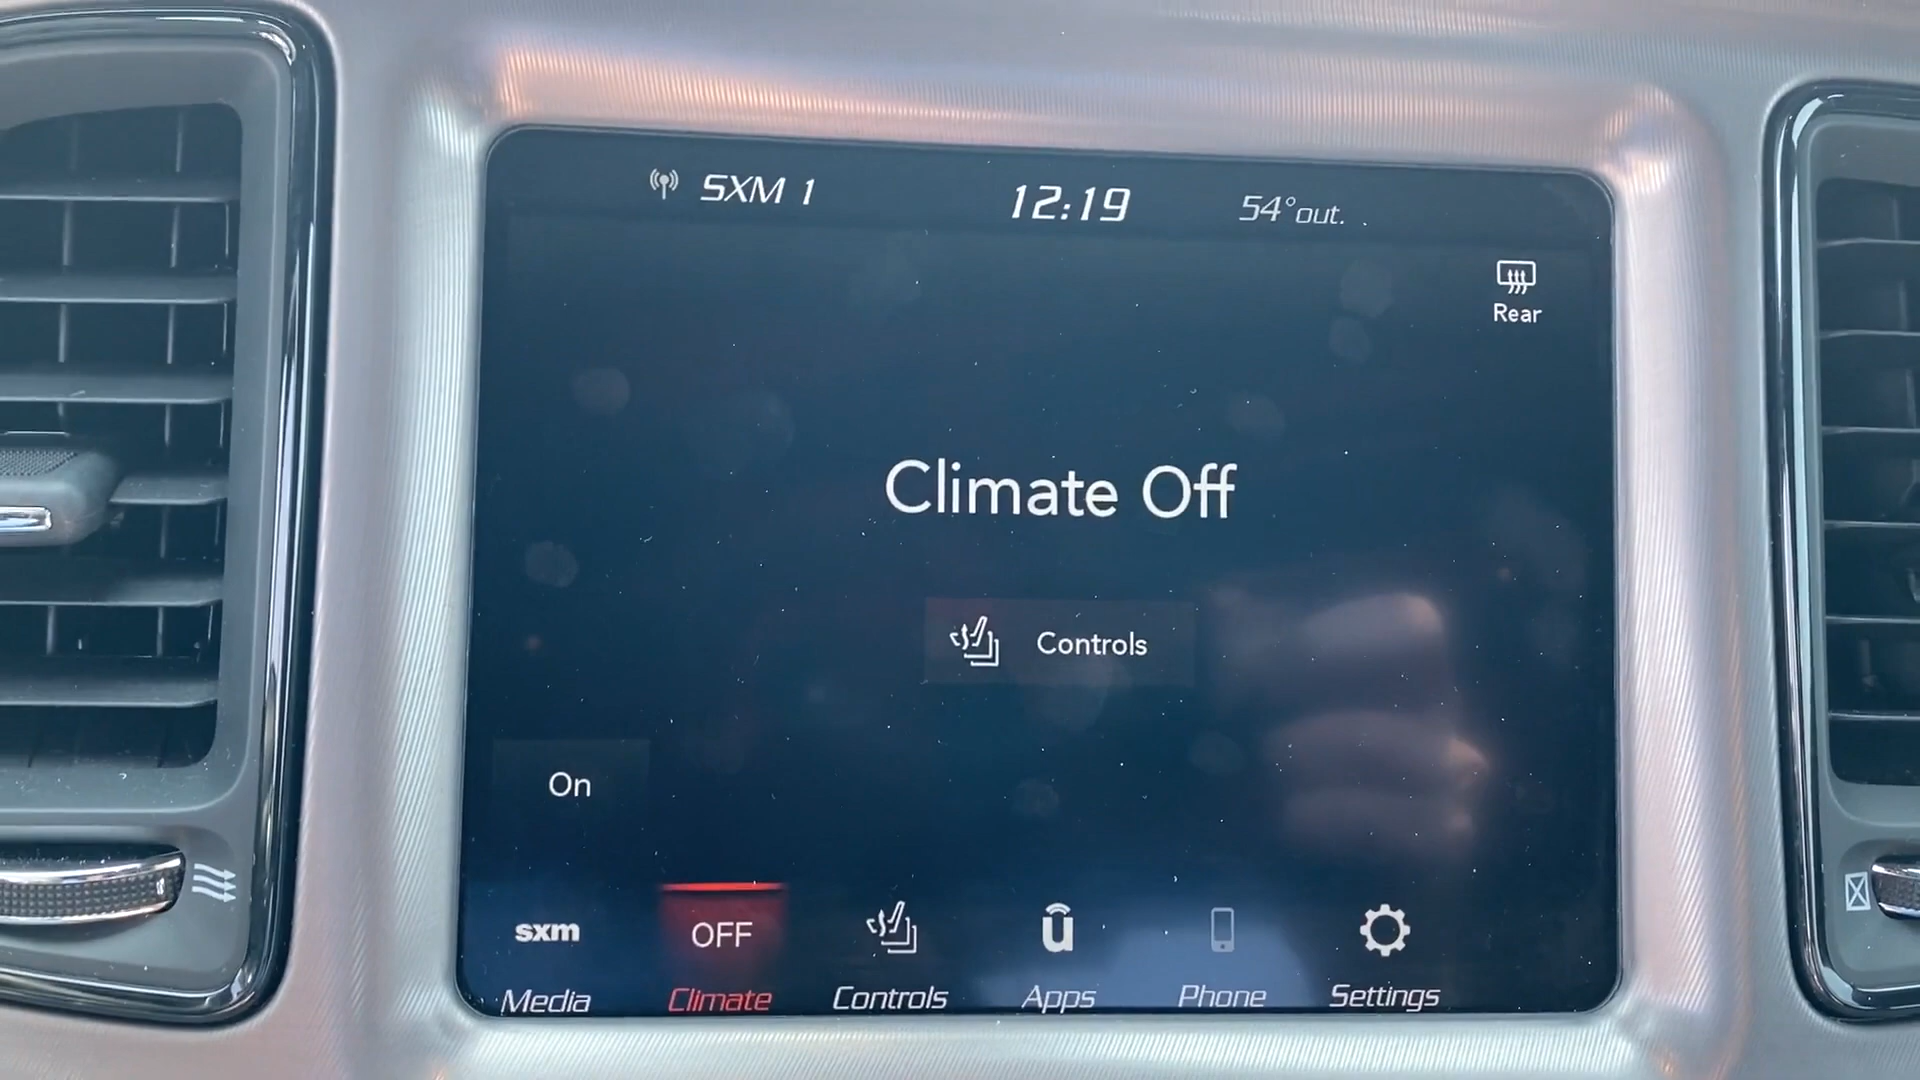 SXM 1 12:19 54°out.
Rear
Climate Off
Controls
On
sxm OFF ū
Media Climate Controls Apps Phone Settings